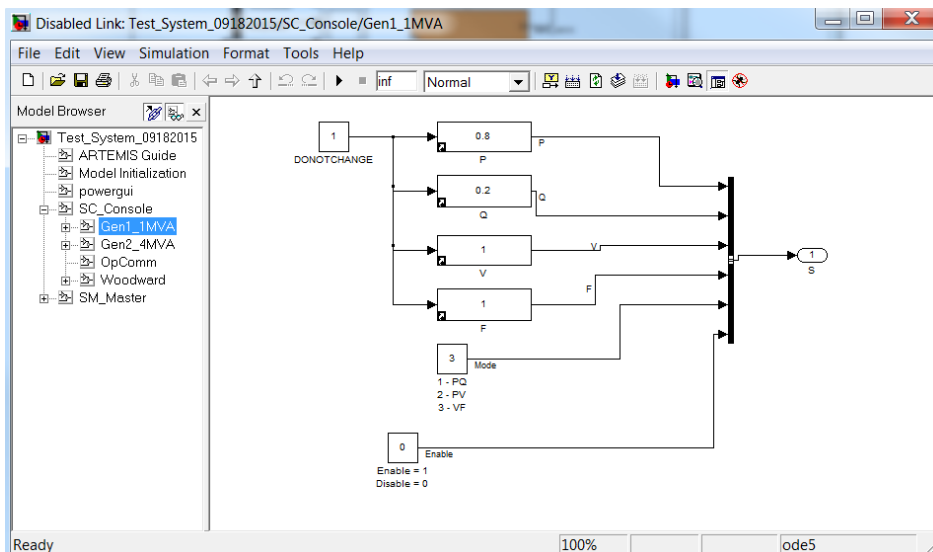 Disabled Link: Test_System_09182015/SC_Console/Gen1_1MVA
File Edit View Simulation Format Tools Help
inf Normal
Model Browser
Test_System_09182015
ARTEMIS Guide
Model Initialization
powergui
SC_Console
Gen1_1MVA
Gen2_4MVA
OpComm
Woodward
SM_Master
1
DONOTCHANGE
0.8
P
P
0.2
Q
Q
1
V
V
1
F
F
3
Mode
1 - PQ
2 - PV
3 - VF
0
Enable
Enable = 1
Disable = 0
1
S
Ready 100% ode5